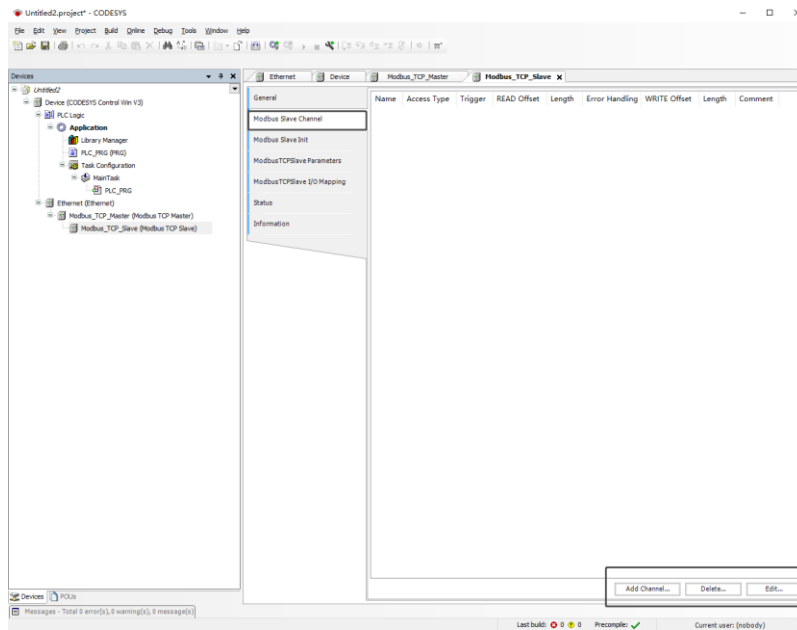 Untitled2.project* - CODESYS
File Edit View Project Build Online Debug Tools Window Help
Devices
Untitled2
Device (CODESYS Control Win V3)
PLC Logic
Application
Library Manager
PLC_PRG (PRG)
Task Configuration
MainTask
PLC_PRG
Ethernet (Ethernet)
Modbus_TCP_Master (Modbus TCP Master)
Modbus_TCP_Slave (Modbus TCP Slave)
Devices POUs
Ethernet Device Modbus_TCP_Master Modbus_TCP_Slave
General
Modbus Slave Channel
Modbus Slave Init
ModbusTCPSlave Parameters
ModbusTCPSlave I/O Mapping
Status
Information
Name Access Type Trigger READ Offset Length Error Handling WRITE Offset Length Comment
Add Channel... Delete... Edit...
Messages - Total 0 error(s), 0 warning(s), 0 message(s)
Last build: 0 0 Precompile: Current user: (nobody)